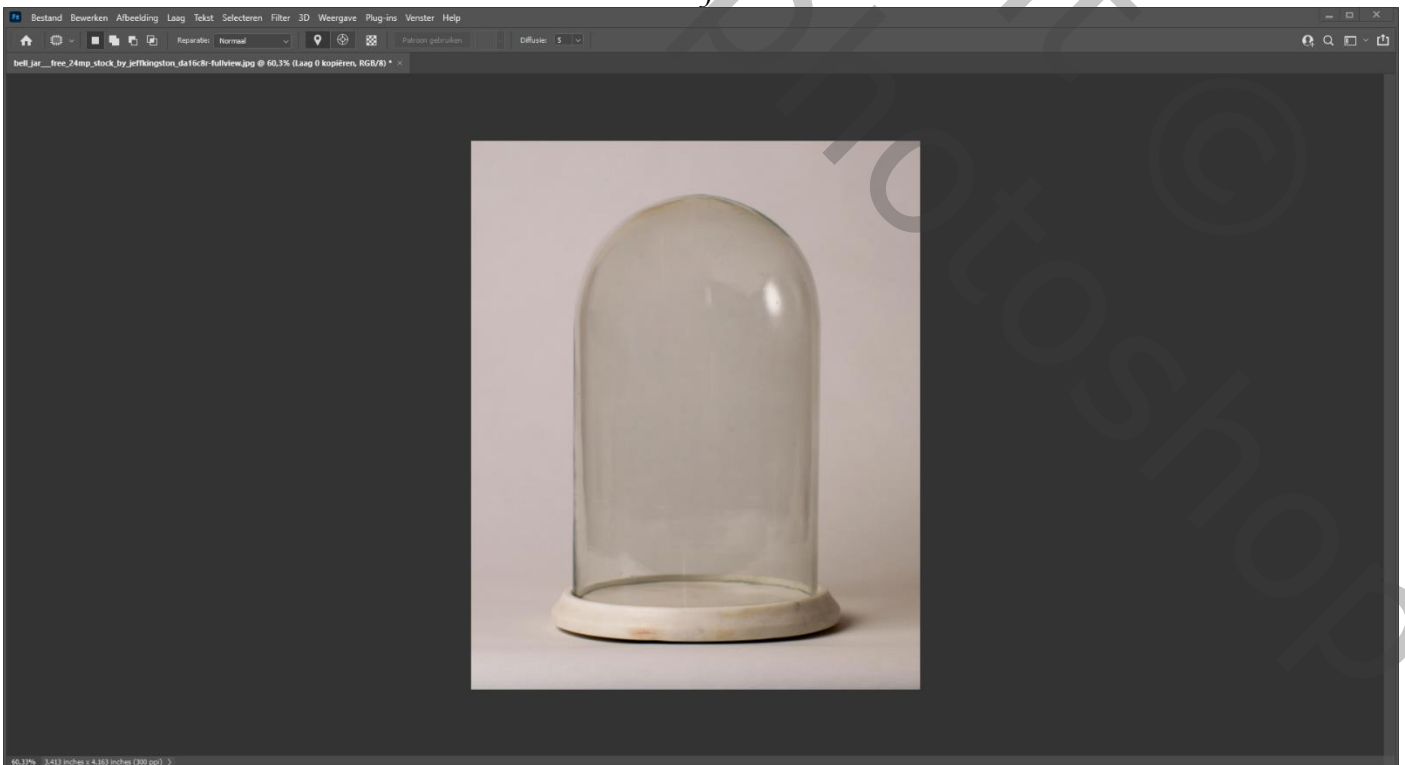 Ps Bestand Bewerken Afbeelding Laag Tekst Selecteren Filter 3D Weergave Plug-ins Venster Help
Reparatie: Normaal Patroon gebruiken Diffusie: 5
bell_jar__free_24mp_stock_by_jeffkingston_da16c8r-fullview.jpg @ 60,3% (Laag 0 kopiëren, RGB/8) * ×
©
photoshop
60,33% 3,413 inches x 4,163 inches (300 ppi) >